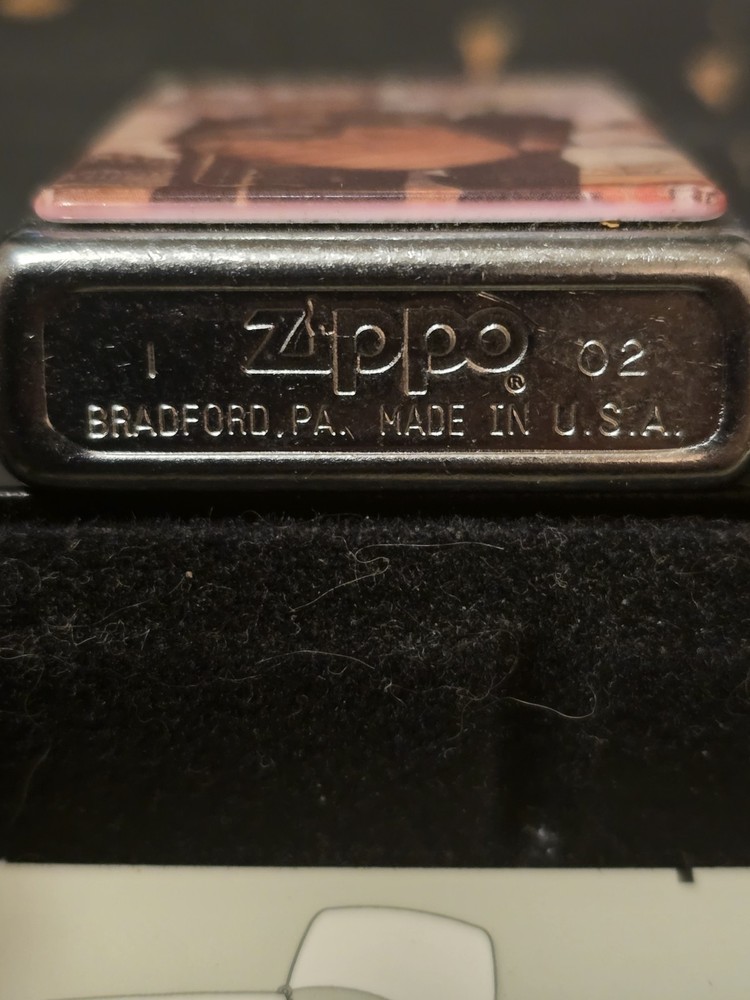 I Zippo® 02
BRADFORD, PA. MADE IN U.S.A.